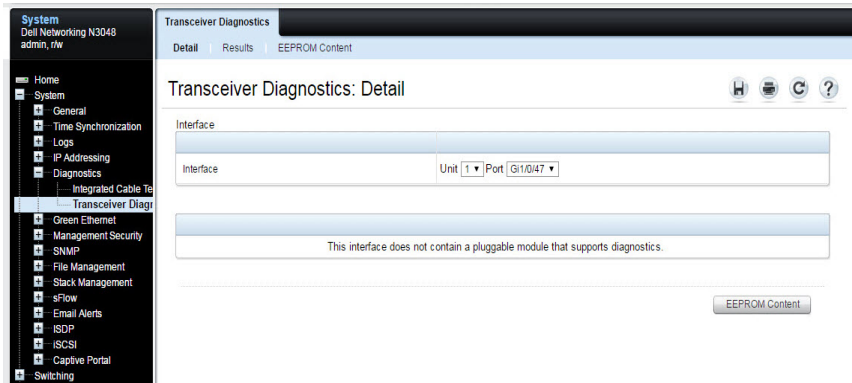 System
Dell Networking N3048
admin, r/w
Home
System
General
Time Synchronization
Logs
IP Addressing
Diagnostics
Integrated Cable Te
Transceiver Diagr
Green Ethernet
Management Security
SNMP
File Management
Stack Management
sFlow
Email Alerts
ISDP
iSCSI
Captive Portal
Switching
Transceiver Diagnostics
Detail Results EEPROM Content
Transceiver Diagnostics: Detail
Interface
Interface Unit 1 Port Gi1/0/47
This interface does not contain a pluggable module that supports diagnostics.
EEPROM Content